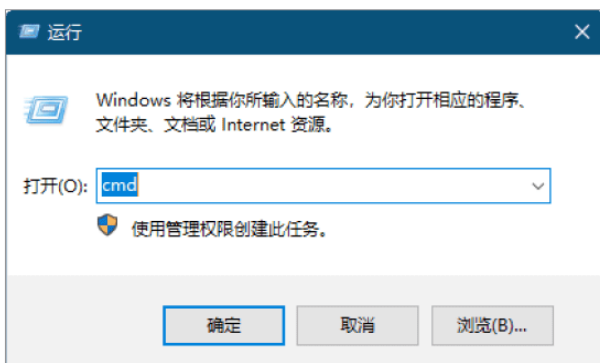 运行
Windows 将根据你所输入的名称，为你打开相应的程序、
文件夹、文档或 Internet 资源。
打开(O): cmd
使用管理权限创建此任务。
确定 取消 浏览(B)...